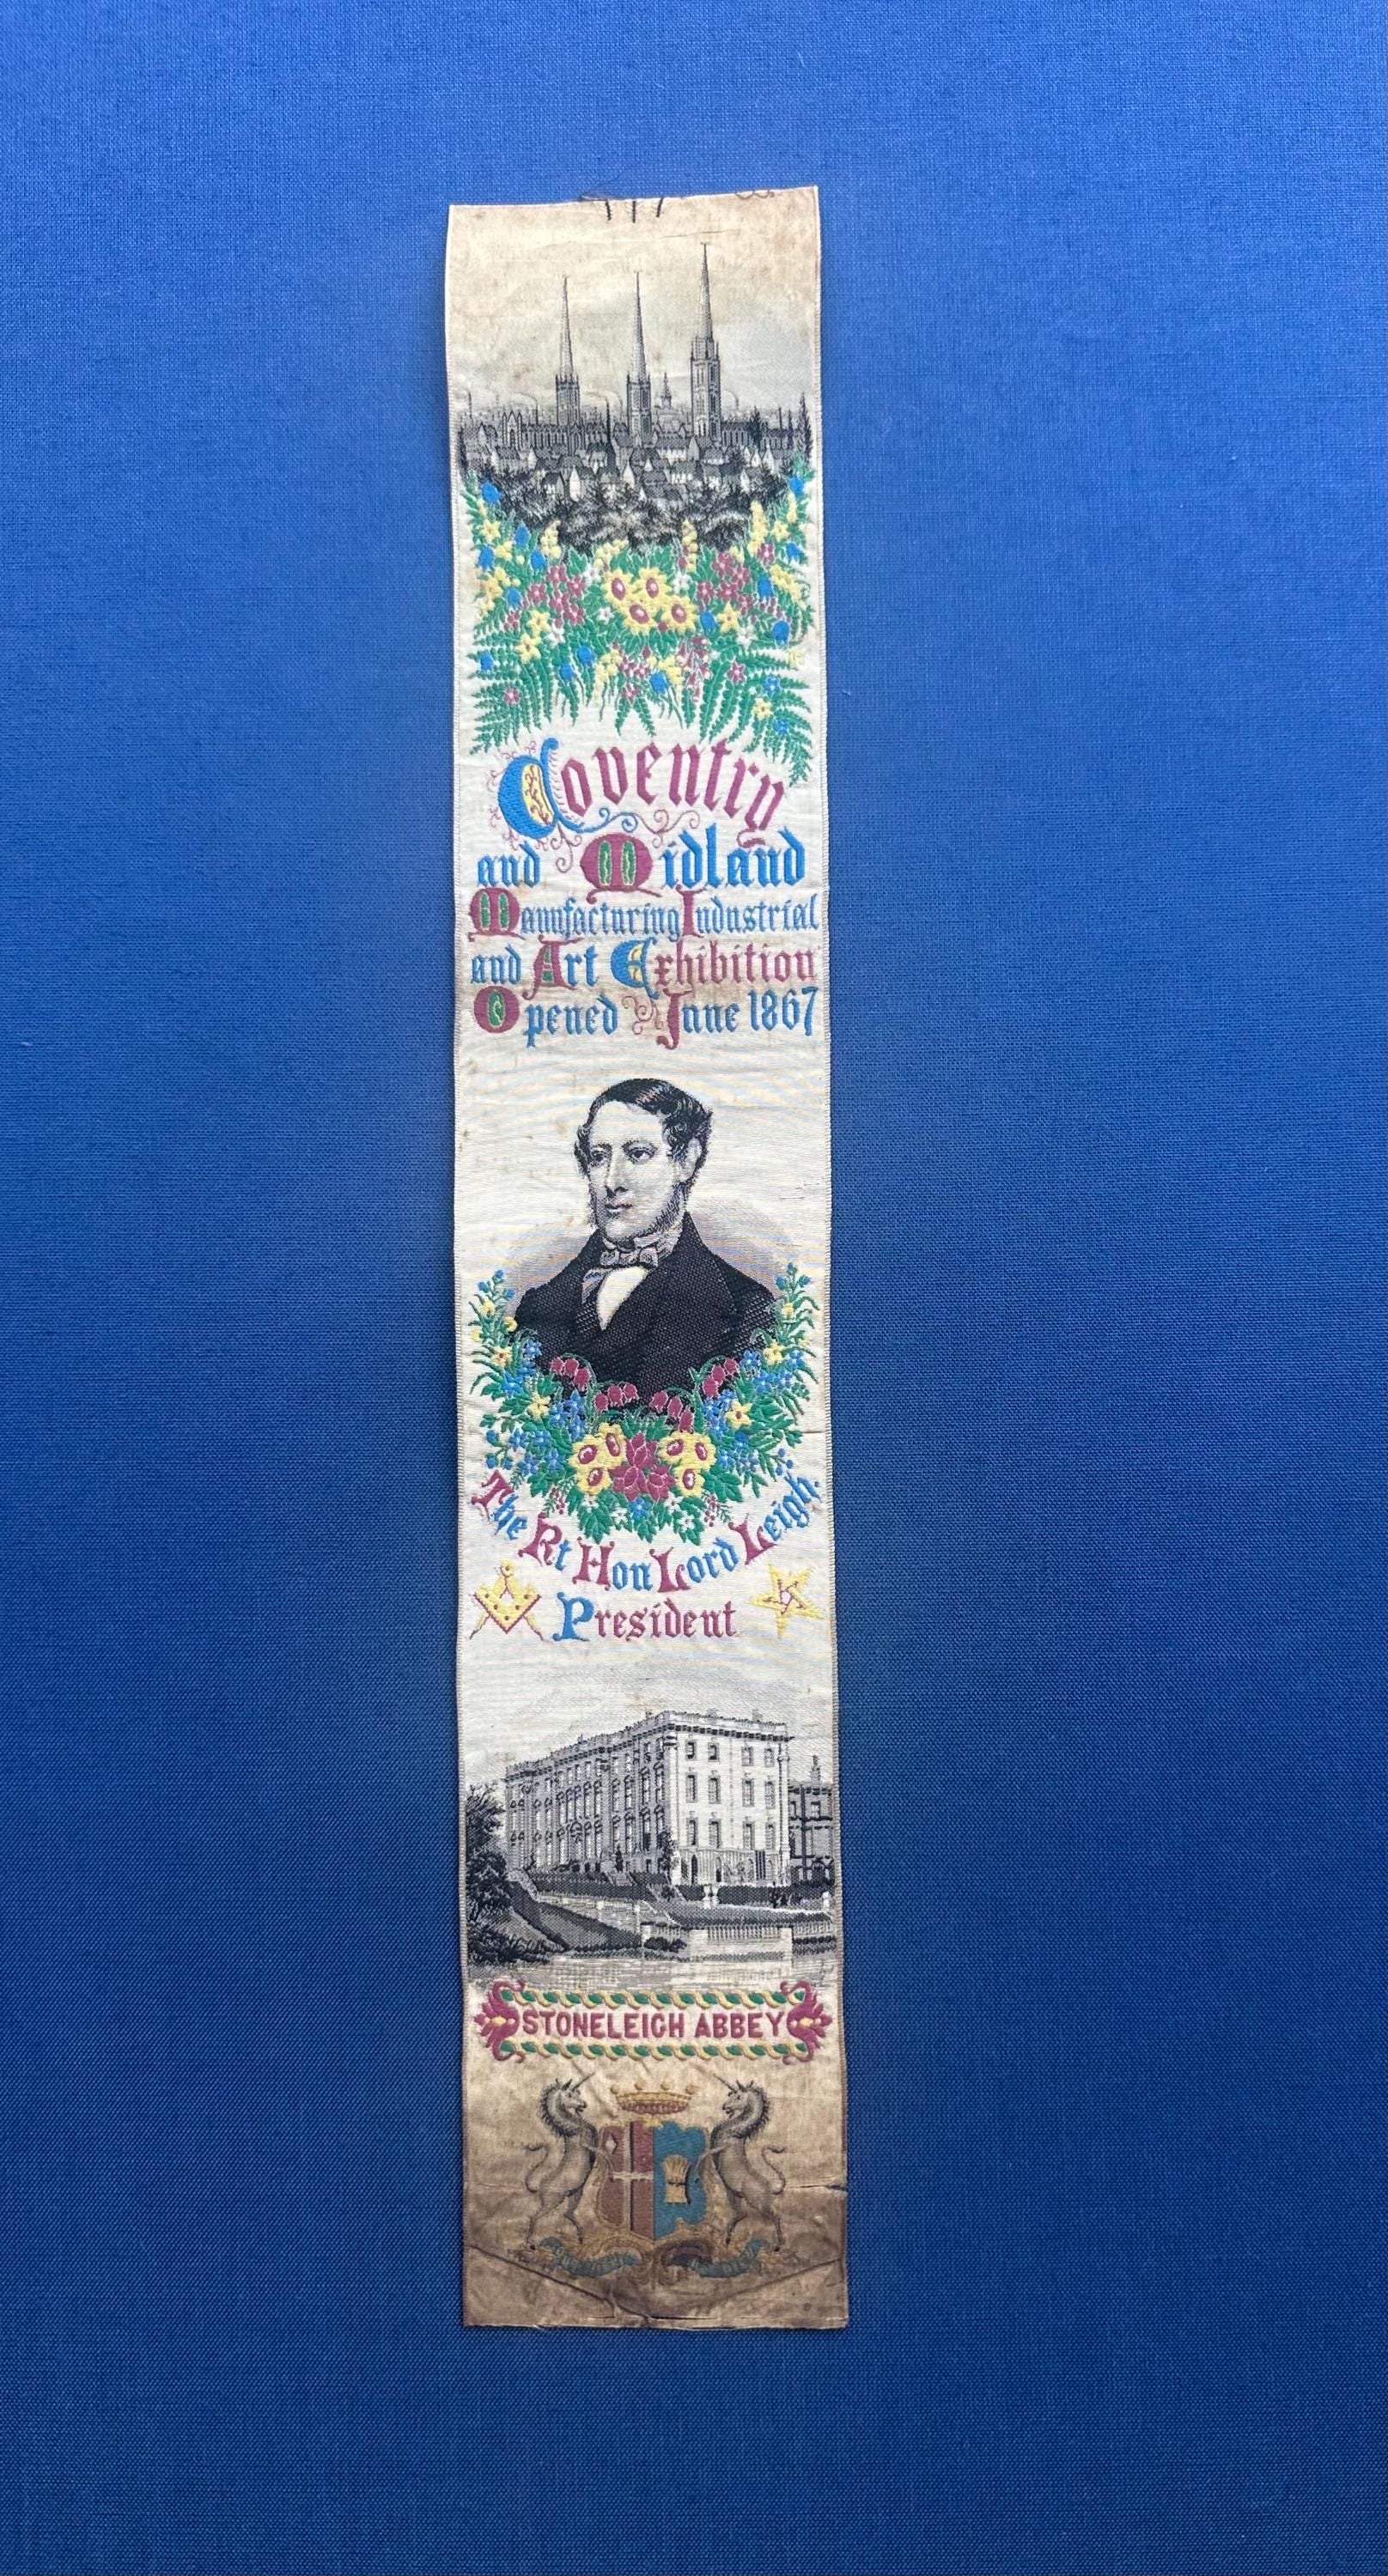 Coventry
and Midland
Manufacturing Industrial
and Art Exhibition
Opened June 1867
The Rt Hon Lord Leigh
President
STONELEIGH ABBEY